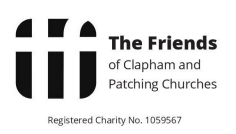 The Friends
of Clapham and
Patching Churches
Registered Charity No. 1059567